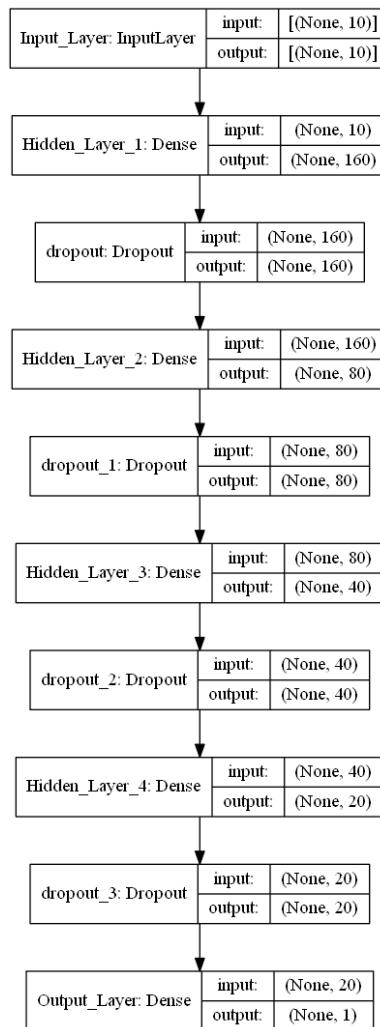 Input_Layer: InputLayer
input:
[(None, 10)]
output:
[(None, 10)]
Hidden_Layer_1: Dense
input:
(None, 10)
output:
(None, 160)
dropout: Dropout
input:
(None, 160)
output:
(None, 160)
Hidden_Layer_2: Dense
input:
(None, 160)
output:
(None, 80)
dropout_1: Dropout
input:
(None, 80)
output:
(None, 80)
Hidden_Layer_3: Dense
input:
(None, 80)
output:
(None, 40)
dropout_2: Dropout
input:
(None, 40)
output:
(None, 40)
Hidden_Layer_4: Dense
input:
(None, 40)
output:
(None, 20)
dropout_3: Dropout
input:
(None, 20)
output:
(None, 20)
Output_Layer: Dense
input:
(None, 20)
output:
(None, 1)